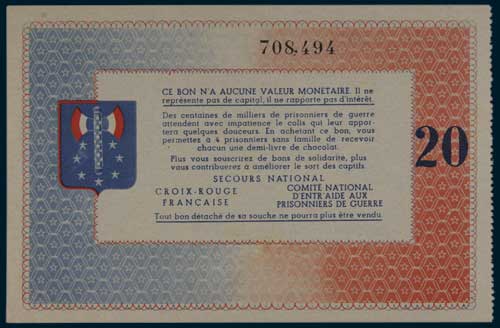 708,494
CE BON N'A AUCUNE VALEUR MONETAIRE. Il ne
représente pas de capital, il ne rapporte pas d'intérêt.
Des centaines de milliers de prisonniers de guerre
attendent avec impatience le colis qui leur appor-
tera quelques douceurs. En achetant ce bon, vous
permettez à 4 prisonniers sans famille de recevoir
chacun une demi-livre de chocolat.
Plus vous souscrirez de bons de solidarité, plus
vous contribuerez à améliorer le sort des captifs.
SECOURS NATIONAL
CROIX-ROUGE
FRANÇAISE
COMITÉ NATIONAL
D'ENTR'AIDE AUX
PRISONNIERS DE GUERRE
Tout bon détaché de sa souche ne pourra plus être vendu.
20